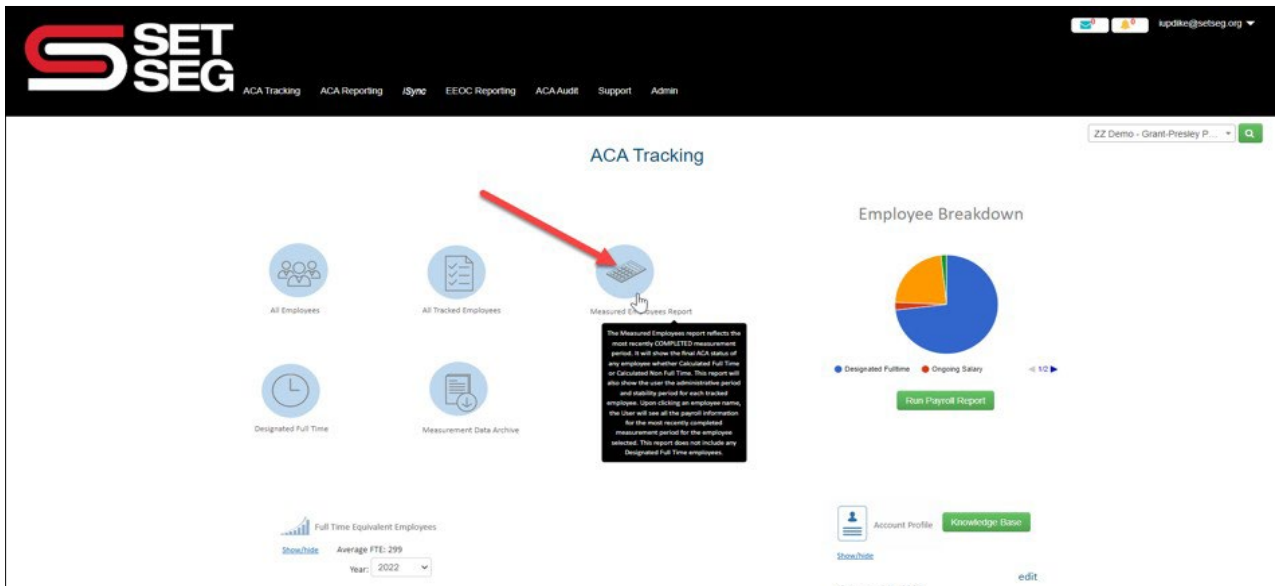 SET
SEG
0
0
iupdike@setseg.org
ACA Tracking ACA Reporting iSync EEOC Reporting ACA Audit Support Admin
ZZ Demo - Grant-Presley P...
ACA Tracking
Employee Breakdown
All Employees
All Tracked Employees
Measured Employees Report
The Measured Employees report reflects the
most recently COMPLETED measurement
period. It will show the final ACA status of
any employee whether Calculated Full Time
or Calculated Non Full Time. This report will
also show the user the administrative period
and stability period for each tracked
employee. Upon clicking an employee name,
the User will see all the payroll information
for the most recently completed
measurement period for the employee
selected. This report does not include any
Designated Full Time employees.
Designated Fulltime Ongoing Salary 1/2
Run Payroll Report
Designated Full Time
Measurement Data Archive
Full Time Equivalent Employees
Show/hide Average FTE: 299
Year: 2022
Account Profile Knowledge Base
Show/hide
edit